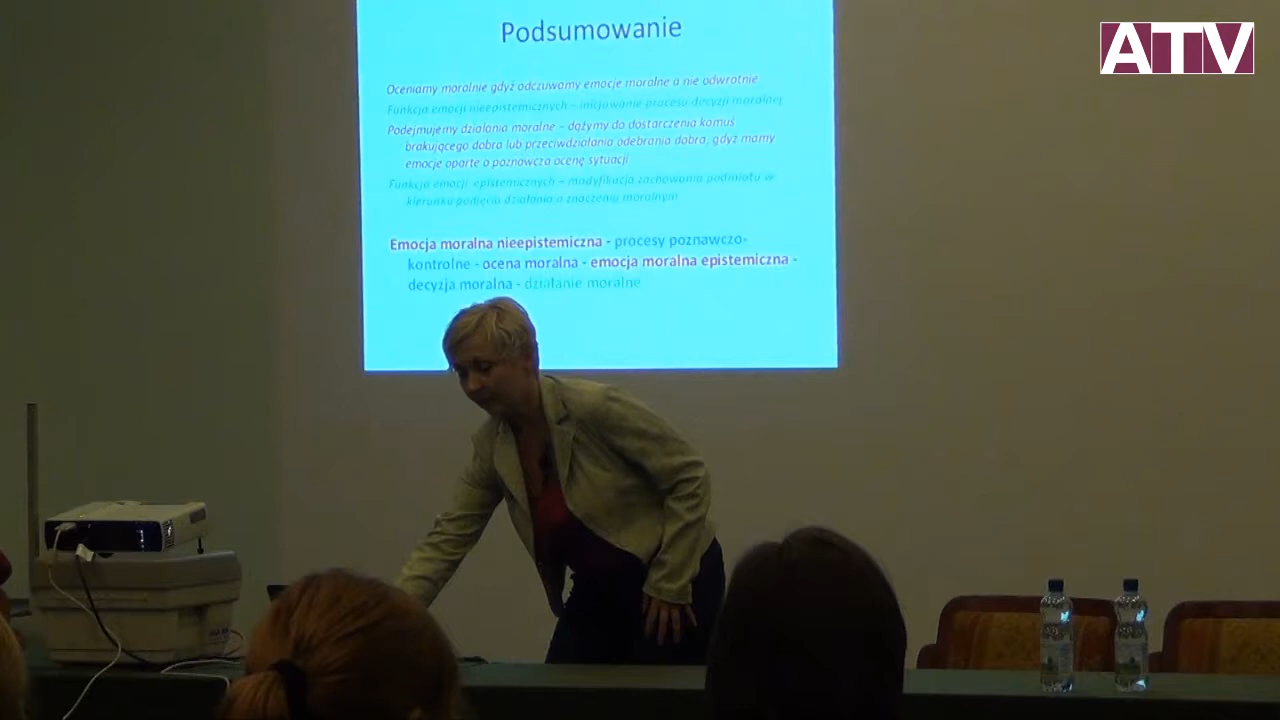 ATV
Podsumowanie
Oceniamy moralnie gdyż odczuwamy emocje moralne a nie odwrotnie
Funkcja emocji nieepistemicznych – inicjowanie procesu decyzji moralnej
Podejmujemy działania moralne – dążymy do dostarczenia komuś
brakującego dobra lub przeciwdziałania odebrania dobra, gdyż mamy
emocje oparte o poznawczą ocenę sytuacji
Funkcja emocji epistemicznych – modyfikacja zachowania podmiotu w
kierunku podjęcia działania o znaczeniu moralnym
Emocja moralna nieepistemiczna - procesy poznawczo-
kontrolne - ocena moralna - emocja moralna epistemiczna -
decyzja moralna - działanie moralne